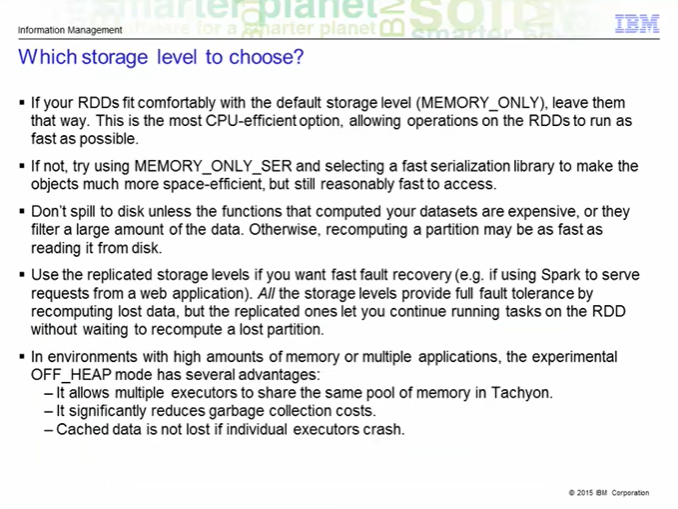 smarter planet
software for a smarter planet
IBM
Soft
smarter
Information Management
IBM
Which storage level to choose?
▪ If your RDDs fit comfortably with the default storage level (MEMORY_ONLY), leave them
that way. This is the most CPU-efficient option, allowing operations on the RDDs to run as
fast as possible.
▪ If not, try using MEMORY_ONLY_SER and selecting a fast serialization library to make the
objects much more space-efficient, but still reasonably fast to access.
▪ Don't spill to disk unless the functions that computed your datasets are expensive, or they
filter a large amount of the data. Otherwise, recomputing a partition may be as fast as
reading it from disk.
▪ Use the replicated storage levels if you want fast fault recovery (e.g. if using Spark to serve
requests from a web application). All the storage levels provide full fault tolerance by
recomputing lost data, but the replicated ones let you continue running tasks on the RDD
without waiting to recompute a lost partition.
▪ In environments with high amounts of memory or multiple applications, the experimental
OFF_HEAP mode has several advantages:
– It allows multiple executors to share the same pool of memory in Tachyon.
– It significantly reduces garbage collection costs.
– Cached data is not lost if individual executors crash.
© 2015 IBM Corporation